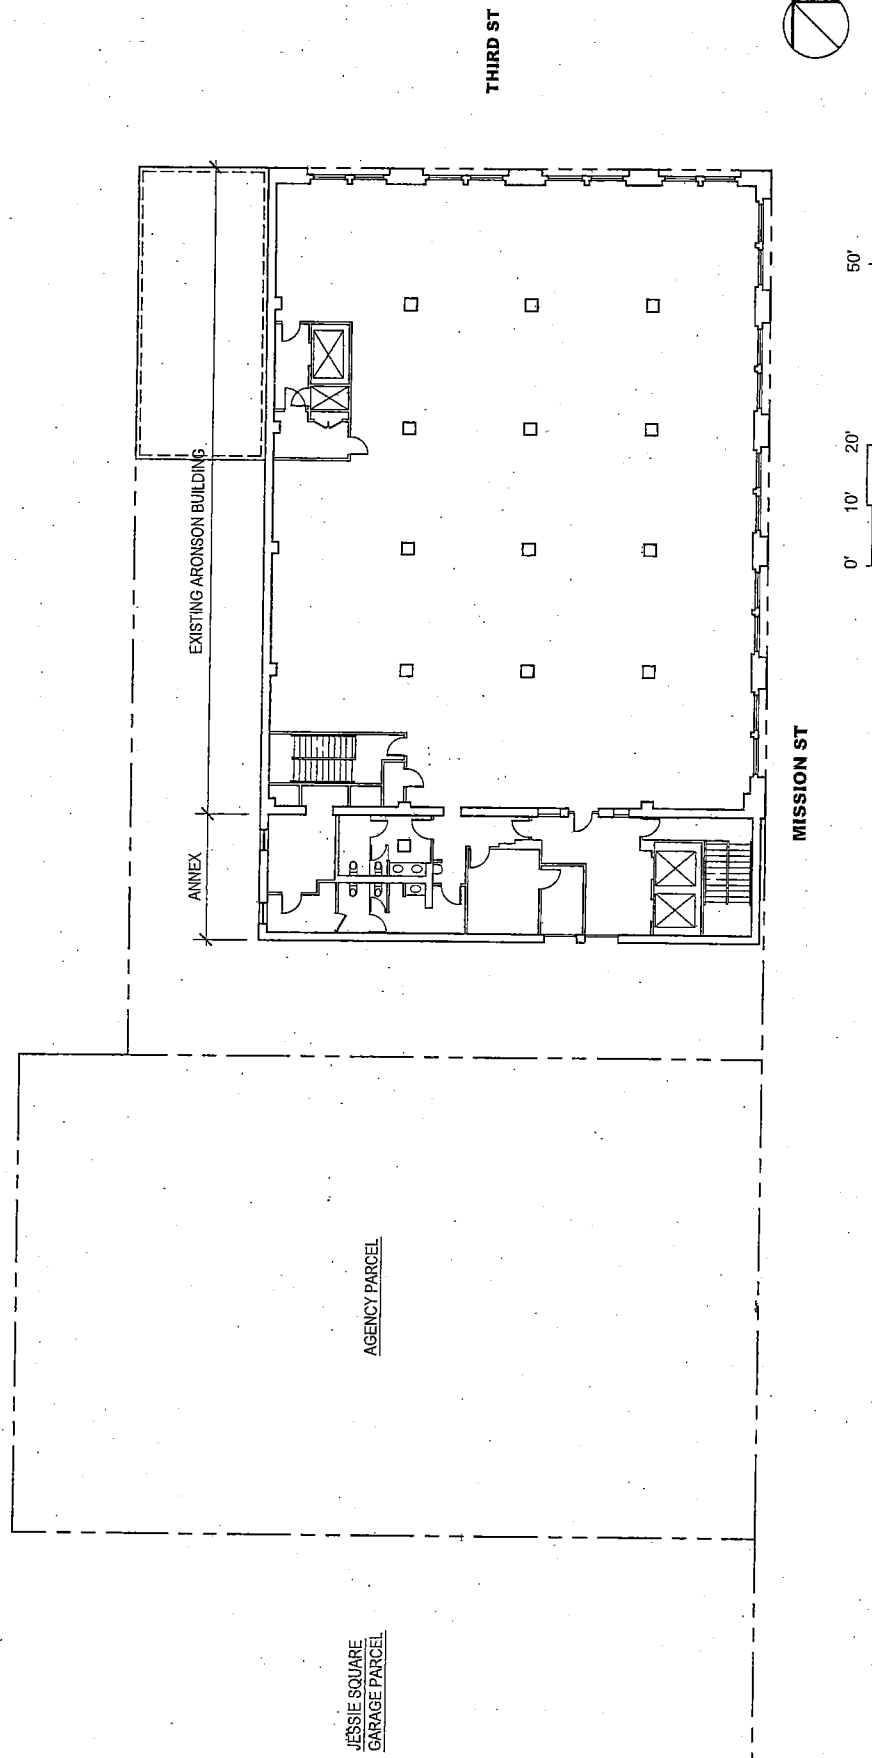 THIRD ST
EXISTING ARONSON BUILDING
ANNEX
MISSION ST
AGENCY PARCEL
JESSIE SQUARE
GARAGE PARCEL
0' 10' 20' 50'